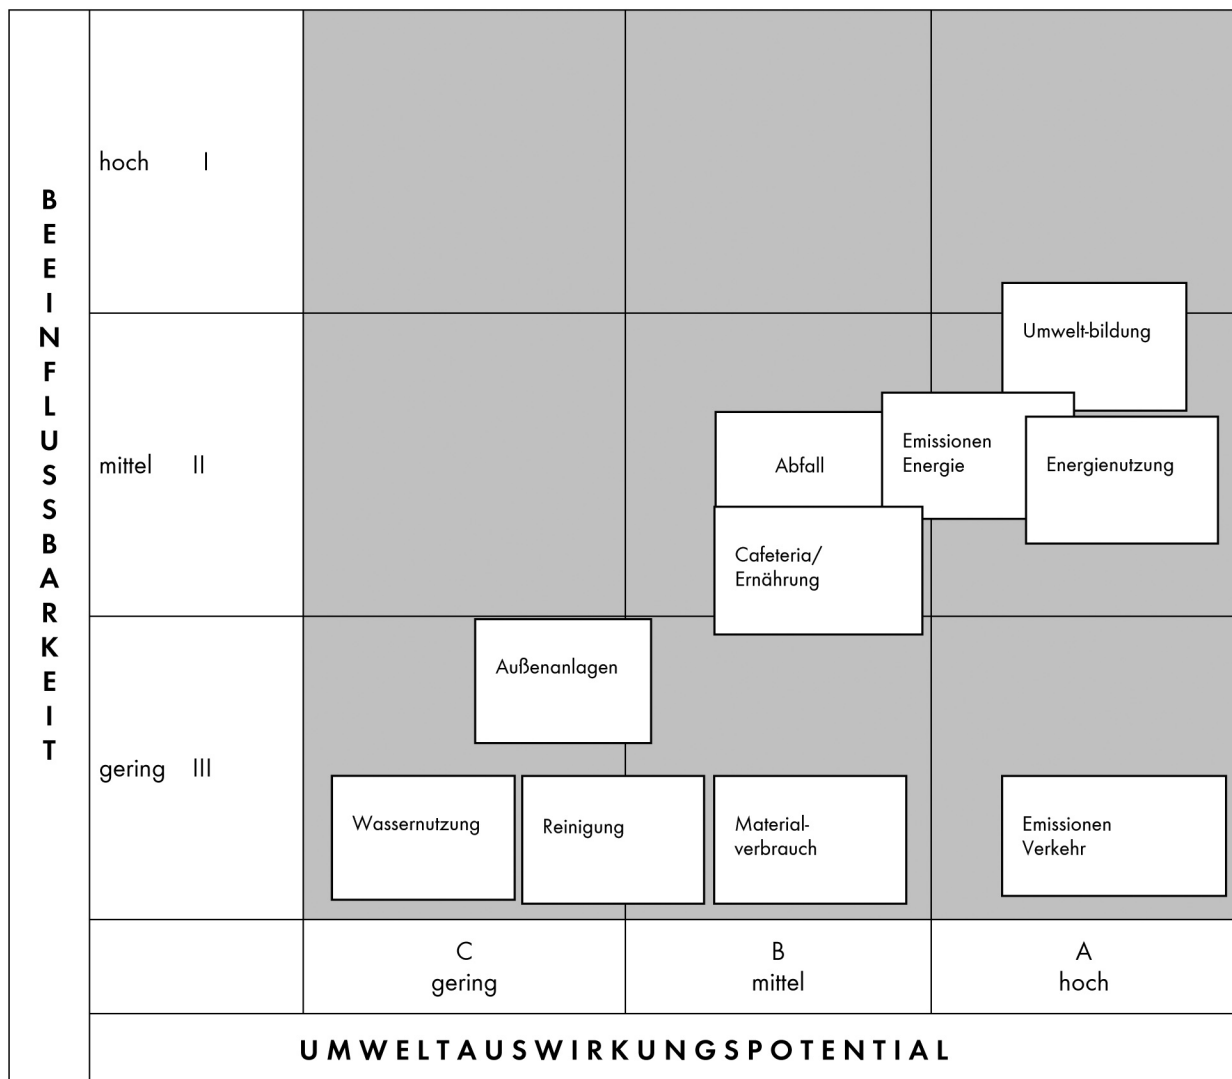 BEEINFLUSSBARKEIT
hoch I
Umwelt-bildung
mittel II
Abfall
Emissionen
Energie
Energienutzung
Cafeteria/
Ernährung
Außenanlagen
gering III
Wassernutzung
Reinigung
Material-
verbrauch
Emissionen
Verkehr
C
gering
B
mittel
A
hoch
UMWELTAUSWIRKUNGSPOTENTIAL